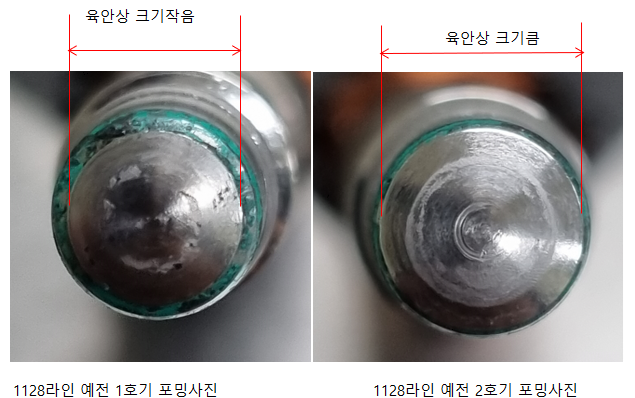 육안상 크기작음
육안상 크기큼
1128라인 예전 1호기 포밍사진
1128라인 예전 2호기 포밍사진